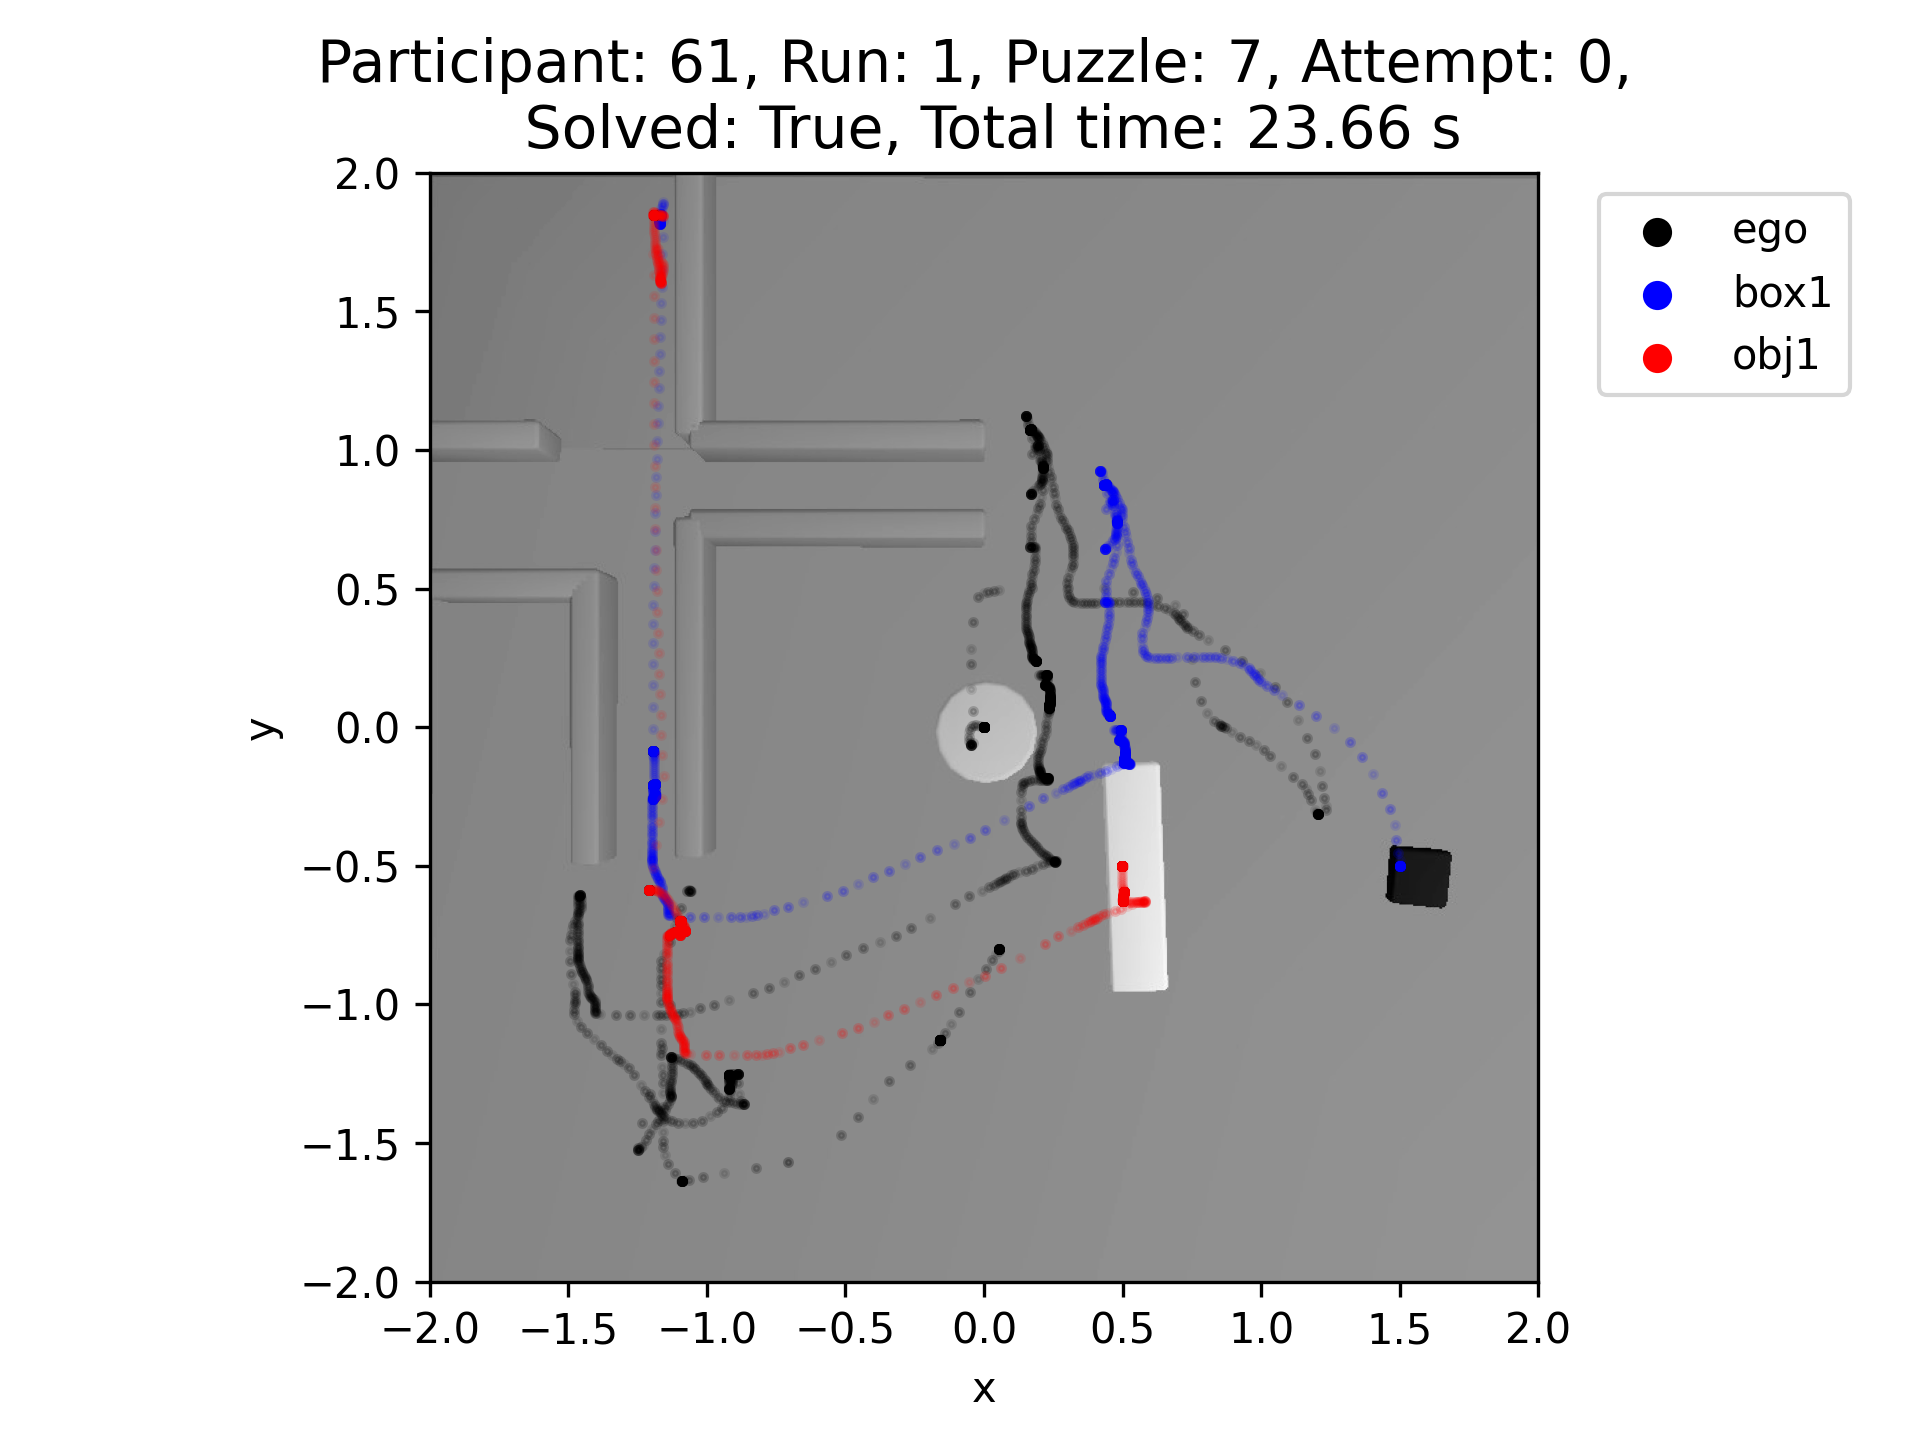 Participant: 61, Run: 1, Puzzle: 7, Attempt: 0,
Solved: True, Total time: 23.66 s
ego
box1
obj1
2.0
1.5
1.0
0.5
0.0
−0.5
−1.0
−1.5
−2.0
y
−2.0 −1.5 −1.0 −0.5 0.0 0.5 1.0 1.5 2.0
x